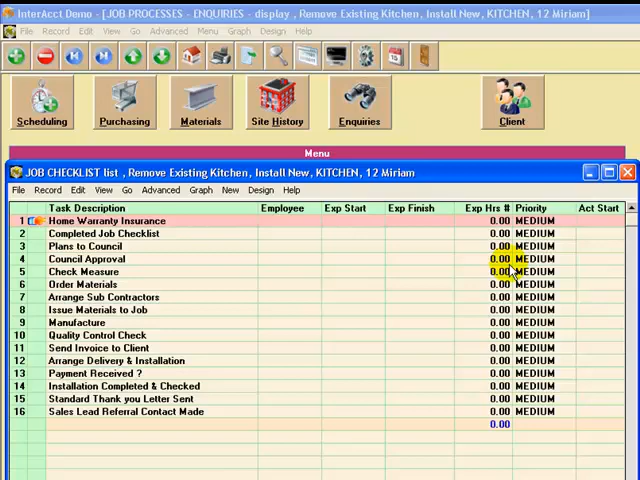 InterAcct Demo - [JOB PROCESSES - ENQUIRIES - display , Remove Existing Kitchen, Install New, KITCHEN, 12 Miriam]
File Record Edit View Go Advanced Menu Graph Design Help
Scheduling Purchasing Materials Site History Enquiries Client
Menu
JOB CHECKLIST list , Remove Existing Kitchen, Install New, KITCHEN, 12 Miriam
File Record Edit View Go Advanced Graph New Design Help
Task Description Employee Exp Start Exp Finish Exp Hrs # Priority Act Start
1 Home Warranty Insurance 0.00 MEDIUM
2 Completed Job Checklist 0.00 MEDIUM
3 Plans to Council 0.00 MEDIUM
4 Council Approval 0.00 MEDIUM
5 Check Measure 0.00 MEDIUM
6 Order Materials 0.00 MEDIUM
7 Arrange Sub Contractors 0.00 MEDIUM
8 Issue Materials to Job 0.00 MEDIUM
9 Manufacture 0.00 MEDIUM
10 Quality Control Check 0.00 MEDIUM
11 Send Invoice to Client 0.00 MEDIUM
12 Arrange Delivery & Installation 0.00 MEDIUM
13 Payment Received ? 0.00 MEDIUM
14 Installation Completed & Checked 0.00 MEDIUM
15 Standard Thank you Letter Sent 0.00 MEDIUM
16 Sales Lead Referral Contact Made 0.00 MEDIUM
0.00